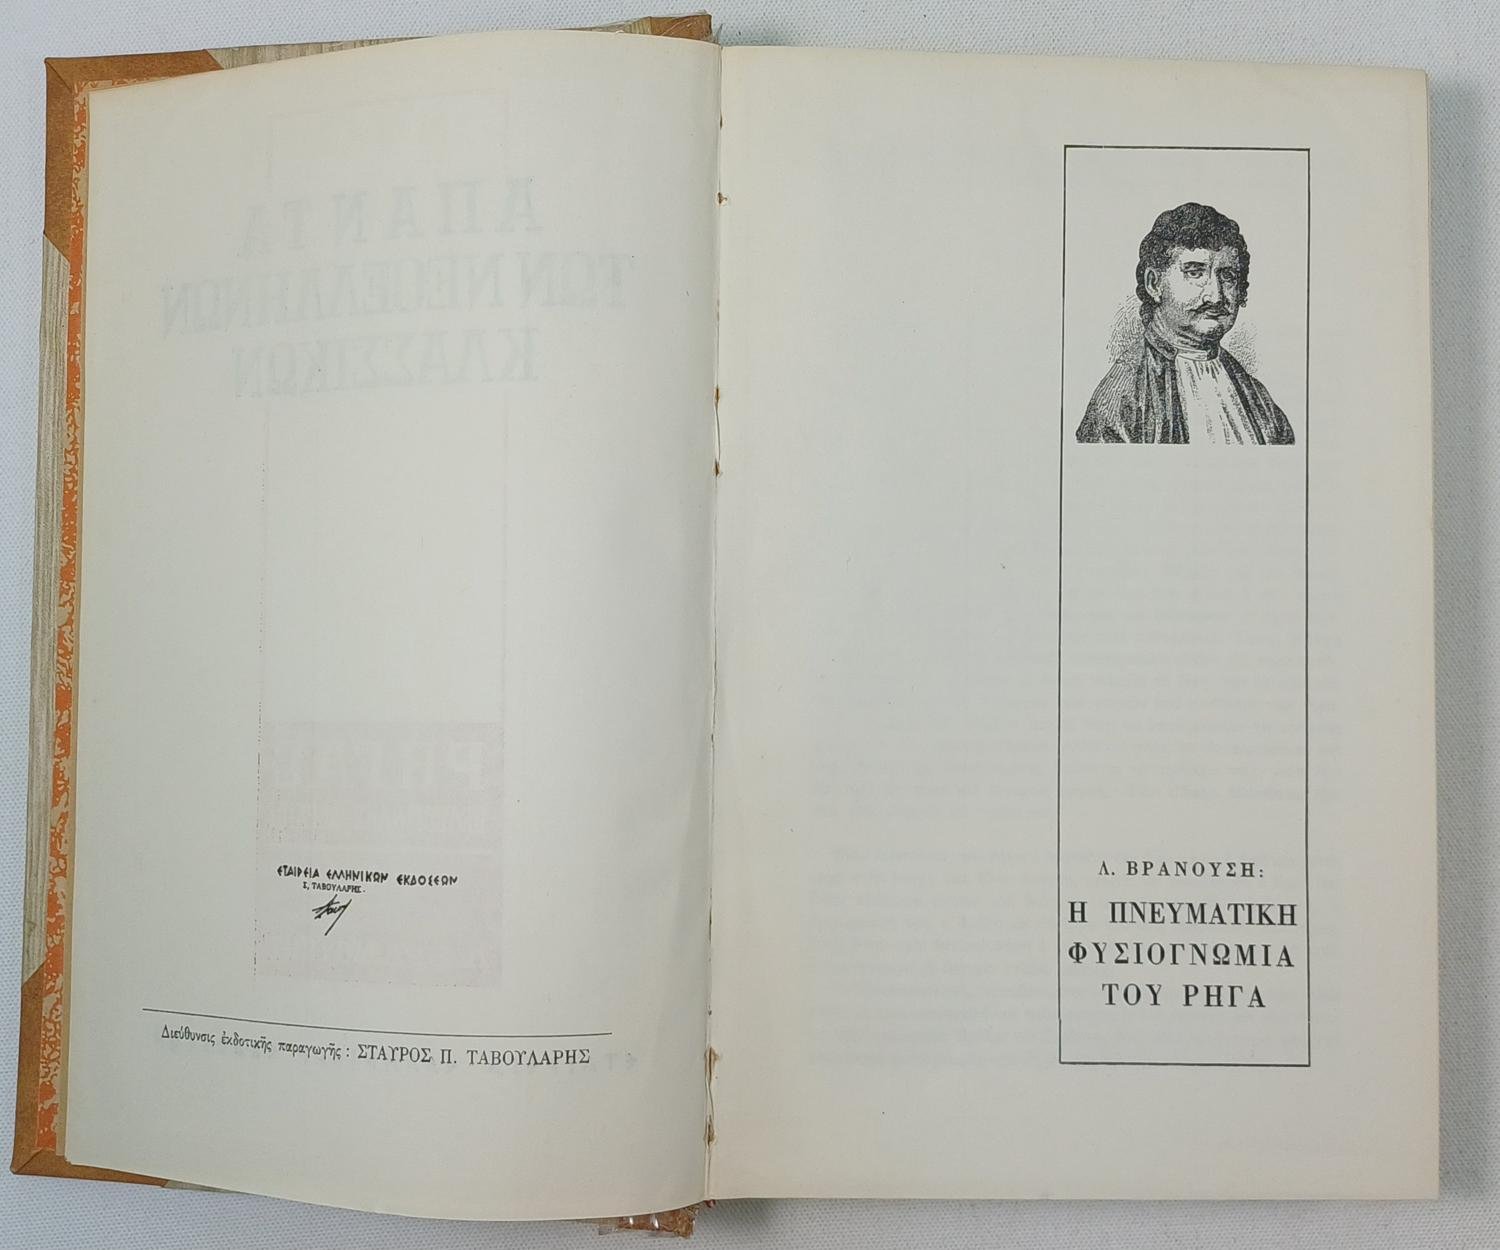 ΕΤΑΙΡΕΙΑ ΕΛΛΗΝΙΚΩΝ ΕΚΔΟΣΕΩΝ
Σ. ΤΑΒΟΥΛΑΡΗΣ
Διεύθυνσις ἐκδοτικῆς παραγωγῆς : ΣΤΑΥΡΟΣ Π. ΤΑΒΟΥΛΑΡΗΣ
Λ. ΒΡΑΝΟΥΣΗ:
Η ΠΝΕΥΜΑΤΙΚΗ
ΦΥΣΙΟΓΝΩΜΙΑ
ΤΟΥ ΡΗΓΑ